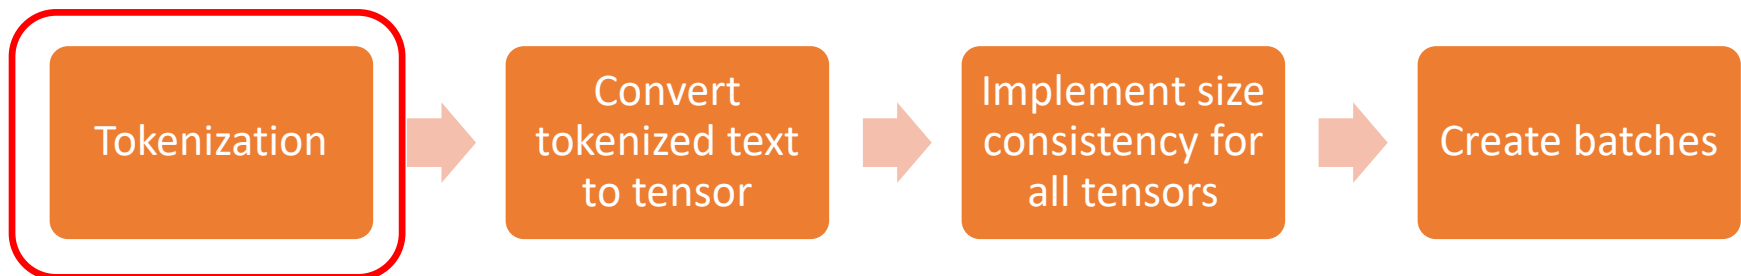 Tokenization
Convert
tokenized text
to tensor
Implement size
consistency for
all tensors
Create batches